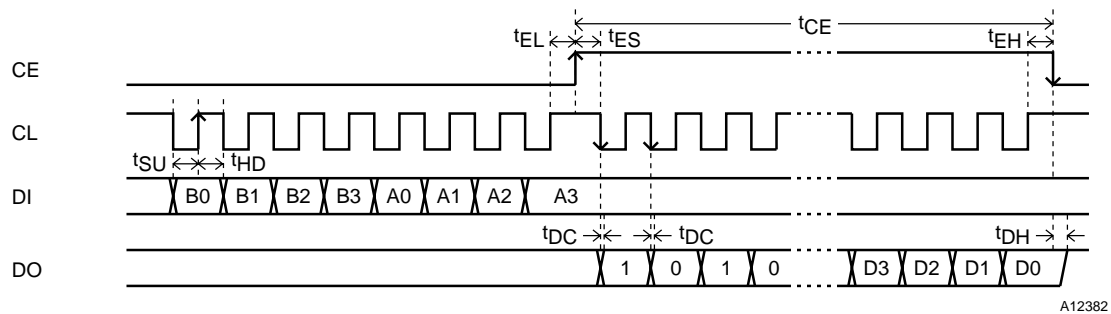 tCE
tEL tES tEH
CE
CL
tSU tHD
DI B0 B1 B2 B3 A0 A1 A2 A3
tDC tDC tDH
DO 1 0 1 0 D3 D2 D1 D0
A12382